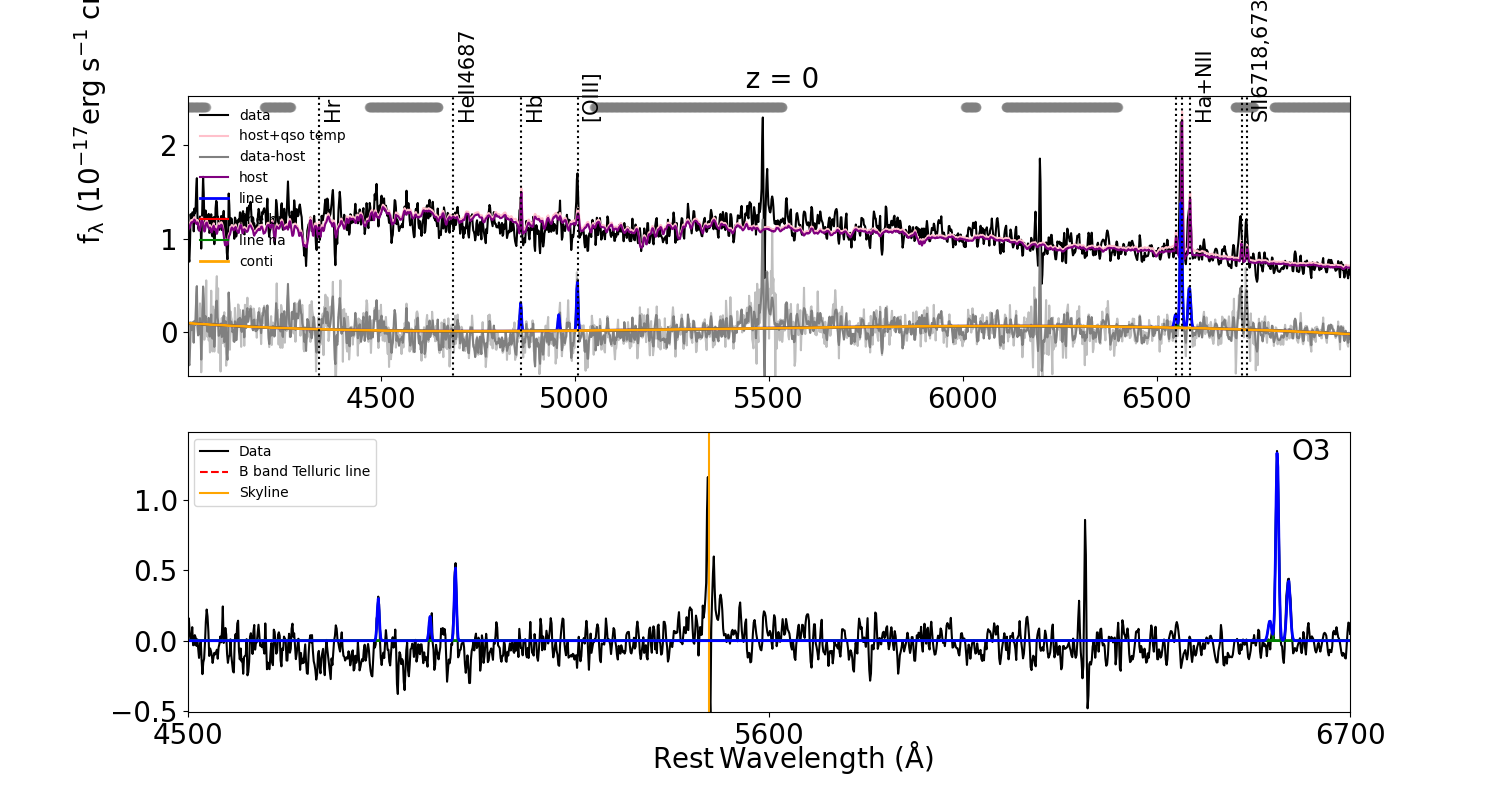 z = 0
f_λ (10^−17 erg s^−1 c
Hr
HeII4687
Hb
[OIII]
Ha+NII
SII6718,673
data
host+qso temp
data-host
host
line
line na
conti
2
1
0
4500 5000 5500 6000 6500
O3
Data
B band Telluric line
Skyline
1.0
0.5
0.0
−0.5
4500 5600 6700
Rest Wavelength (Å)